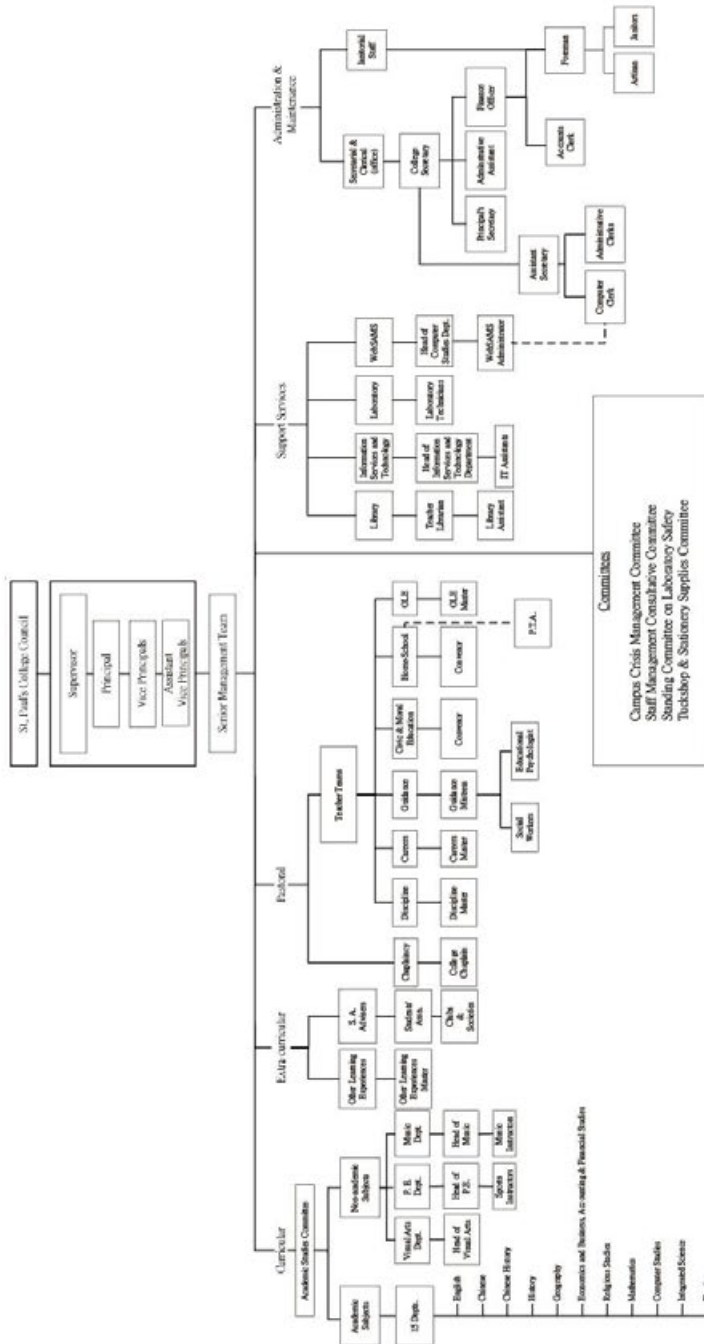 St. Paul's College Council
Supervisor
Principal
Vice Principals
Assistant
Vice Principals
Senior Management Team
Curricular
Academic Studies Committee
Academic
Subjects
15 Depts.
English
Chinese
Chinese History
History
Geography
Economics and Business, Accounting & Financial Studies
Religious Studies
Mathematics
Computer Studies
Integrated Science
Non-academic
Subjects
Visual Arts
Dept.
Head of
Visual Arts
P. E.
Dept.
Head of
P.E.
Sports
Instructors
Music
Dept.
Head of
Music
Music
Instructors
Extra-curricular
Other Learning
Experiences
Other Learning
Experiences
Master
S. A.
Advisers
Students'
Assn.
Clubs
&
Societies
Pastoral
Chaplaincy
College
Chaplain
Teacher Teams
Discipline
Discipline
Master
Careers
Careers
Master
Guidance
Guidance
Mistress
Social
Workers
Educational
Psychologist
Civic & Moral
Education
Convenor
Home-School
Convenor
P.T.A.
OLE
OLE
Master
Support Services
Library
Teacher
Librarian
Library
Assistant
Information
Services and
Technology
Head of
Information
Services and
Technology
Department
IT Assistants
Laboratory
Laboratory
Technicians
WebSAMS
Head of
Computer
Studies Dept.
WebSAMS
Administrator
Administration &
Maintenance
Secretarial &
Clerical
(office)
College
Secretary
Principal's
Secretary
Administrative
Assistant
Finance
Officer
Assistant
Secretary
Computer
Clerk
Administrative
Clerks
Accounts
Clerk
Janitorial
Staff
Foreman
Artisan
Janitors
Committees
Campus Crisis Management Committee
Staff Management Consultative Committee
Standing Committee on Laboratory Safety
Tuckshop & Stationery Supplies Committee